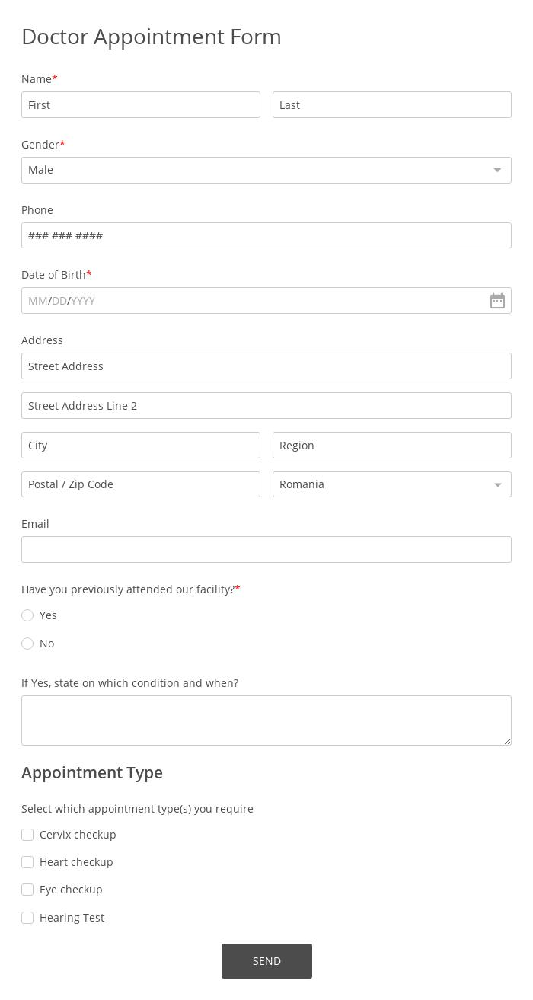 Doctor Appointment Form
Name*
First Last
Gender*
Male
Phone
### ### ####
Date of Birth*
MM/DD/YYYY
Address
Street Address
Street Address Line 2
City Region
Postal / Zip Code Romania
Email
Have you previously attended our facility?*
Yes
No
If Yes, state on which condition and when?
Appointment Type
Select which appointment type(s) you require
Cervix checkup
Heart checkup
Eye checkup
Hearing Test
SEND